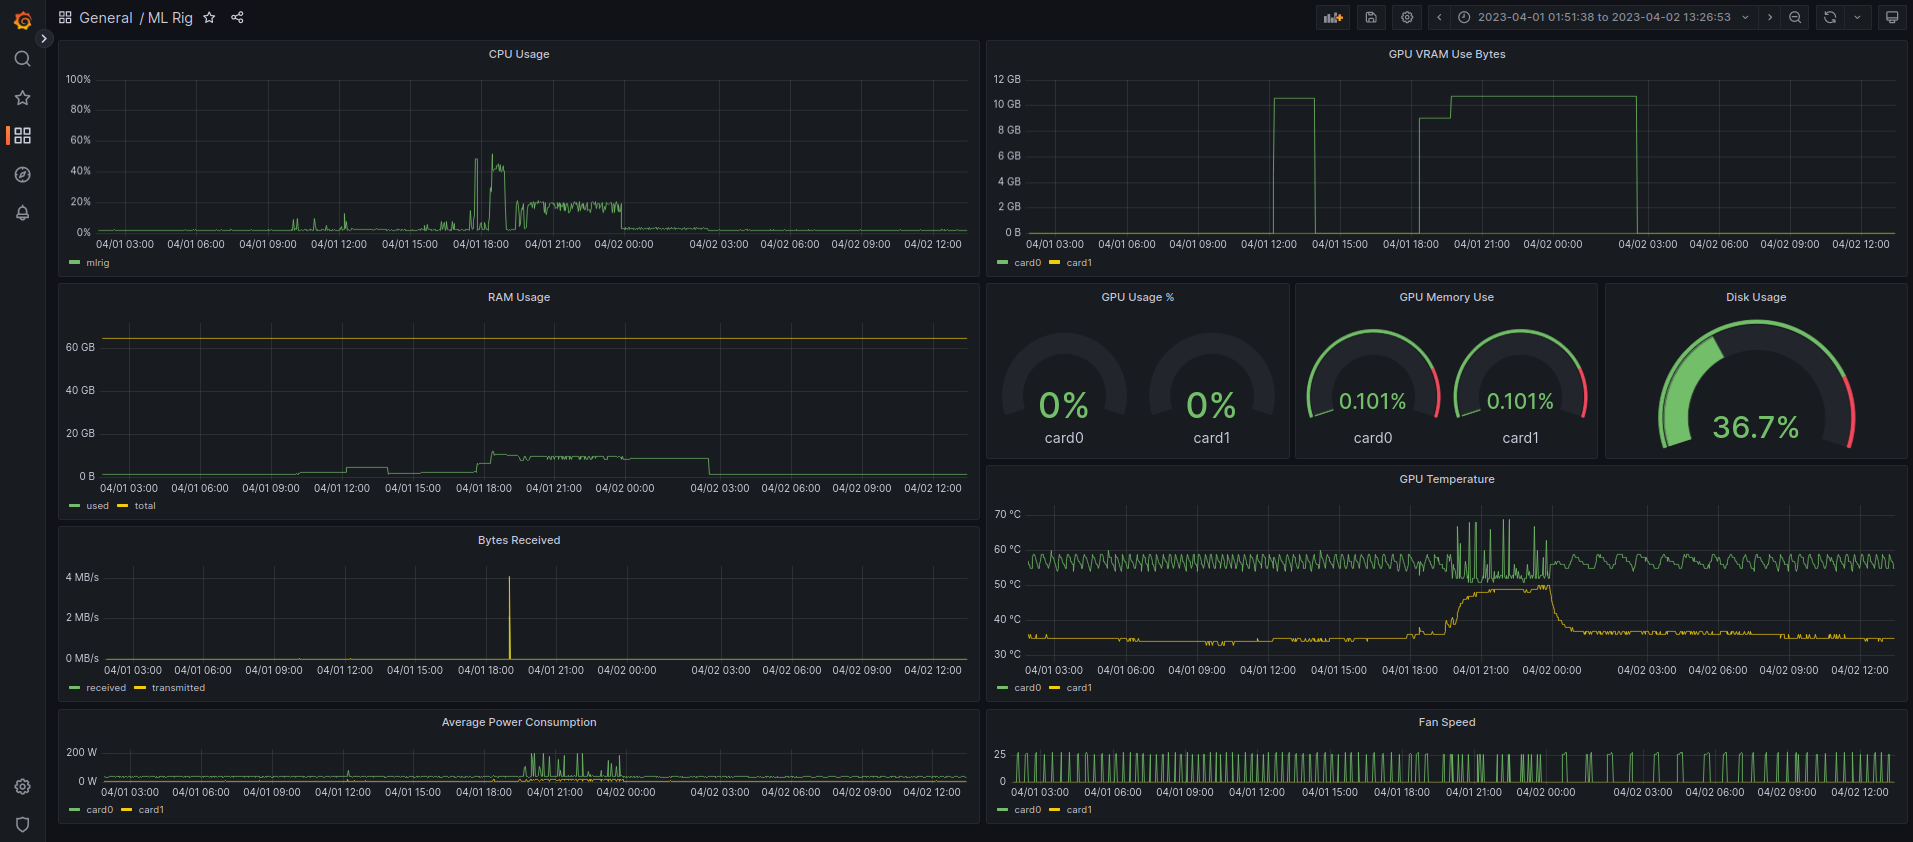 General / ML Rig
2023-04-01 01:51:38 to 2023-04-02 13:26:53
CPU Usage
100%
80%
60%
40%
20%
0%
04/01 03:00 04/01 06:00 04/01 09:00 04/01 12:00 04/01 15:00 04/01 18:00 04/01 21:00 04/02 00:00 04/02 03:00 04/02 06:00 04/02 09:00 04/02 12:00
mlrig
GPU VRAM Use Bytes
12 GB
10 GB
8 GB
6 GB
4 GB
2 GB
0 B
04/01 03:00 04/01 06:00 04/01 09:00 04/01 12:00 04/01 15:00 04/01 18:00 04/01 21:00 04/02 00:00 04/02 03:00 04/02 06:00 04/02 09:00 04/02 12:00
card0 card1
RAM Usage
60 GB
40 GB
20 GB
0 B
04/01 03:00 04/01 06:00 04/01 09:00 04/01 12:00 04/01 15:00 04/01 18:00 04/01 21:00 04/02 00:00 04/02 03:00 04/02 06:00 04/02 09:00 04/02 12:00
used total
GPU Usage %
0% 0%
card0 card1
GPU Memory Use
0.101% 0.101%
card0 card1
Disk Usage
36.7%
GPU Temperature
70 °C
60 °C
50 °C
40 °C
30 °C
04/01 03:00 04/01 06:00 04/01 09:00 04/01 12:00 04/01 15:00 04/01 18:00 04/01 21:00 04/02 00:00 04/02 03:00 04/02 06:00 04/02 09:00 04/02 12:00
card0 card1
Bytes Received
4 MB/s
2 MB/s
0 MB/s
04/01 03:00 04/01 06:00 04/01 09:00 04/01 12:00 04/01 15:00 04/01 18:00 04/01 21:00 04/02 00:00 04/02 03:00 04/02 06:00 04/02 09:00 04/02 12:00
received transmitted
Average Power Consumption
200 W
0 W
04/01 03:00 04/01 06:00 04/01 09:00 04/01 12:00 04/01 15:00 04/01 18:00 04/01 21:00 04/02 00:00 04/02 03:00 04/02 06:00 04/02 09:00 04/02 12:00
card0 card1
Fan Speed
25
0
04/01 03:00 04/01 06:00 04/01 09:00 04/01 12:00 04/01 15:00 04/01 18:00 04/01 21:00 04/02 00:00 04/02 03:00 04/02 06:00 04/02 09:00 04/02 12:00
card0 card1